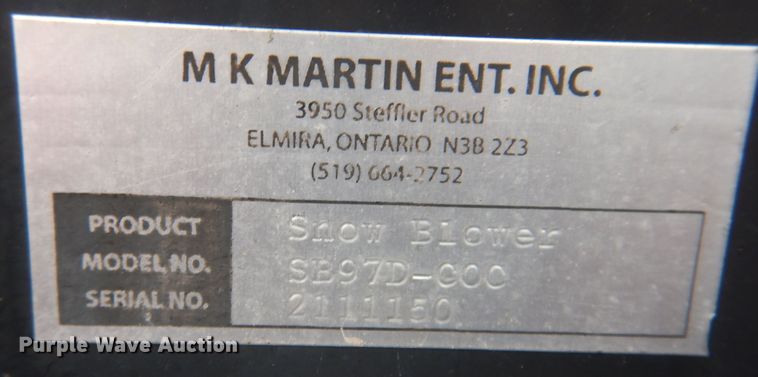 M K MARTIN ENT. INC.
3950 Steffler Road
ELMIRA, ONTARIO N3B 2Z3
(519) 664-2752
PRODUCT Snow Blower
MODEL NO. SB97D-GOC
SERIAL NO. 2111150
Purple Wave Auction